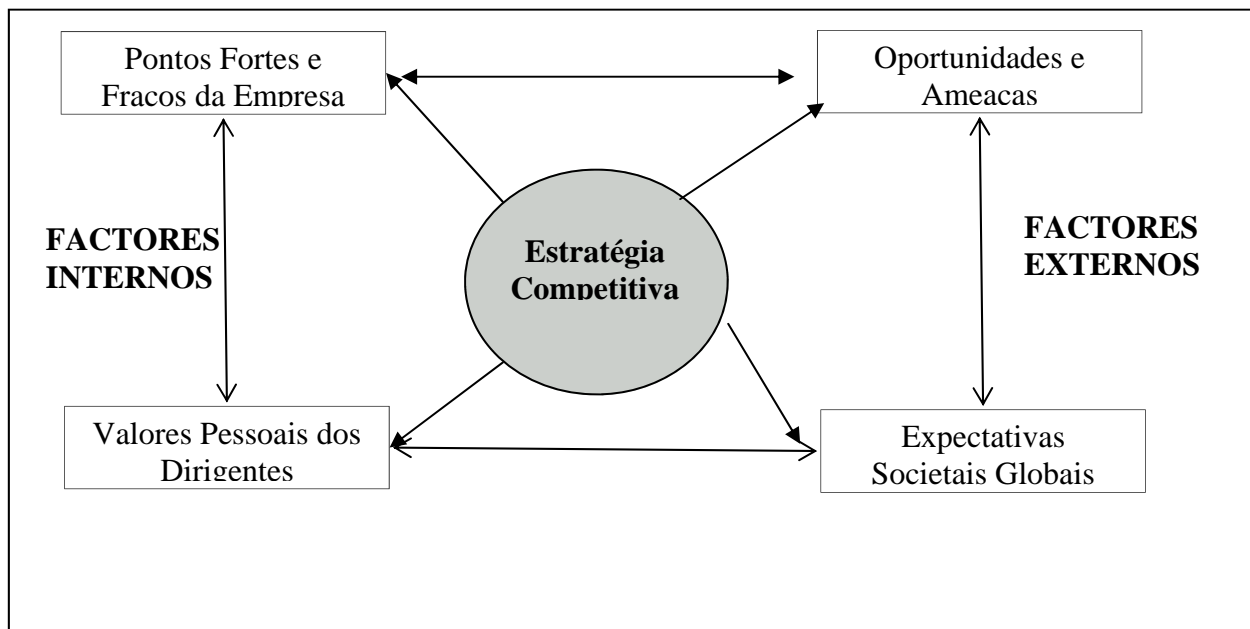 Pontos Fortes e
Fracos da Empresa
Oportunidades e
Ameacas
FACTORES
INTERNOS
Estratégia
Competitiva
FACTORES
EXTERNOS
Valores Pessoais dos
Dirigentes
Expectativas
Societais Globais